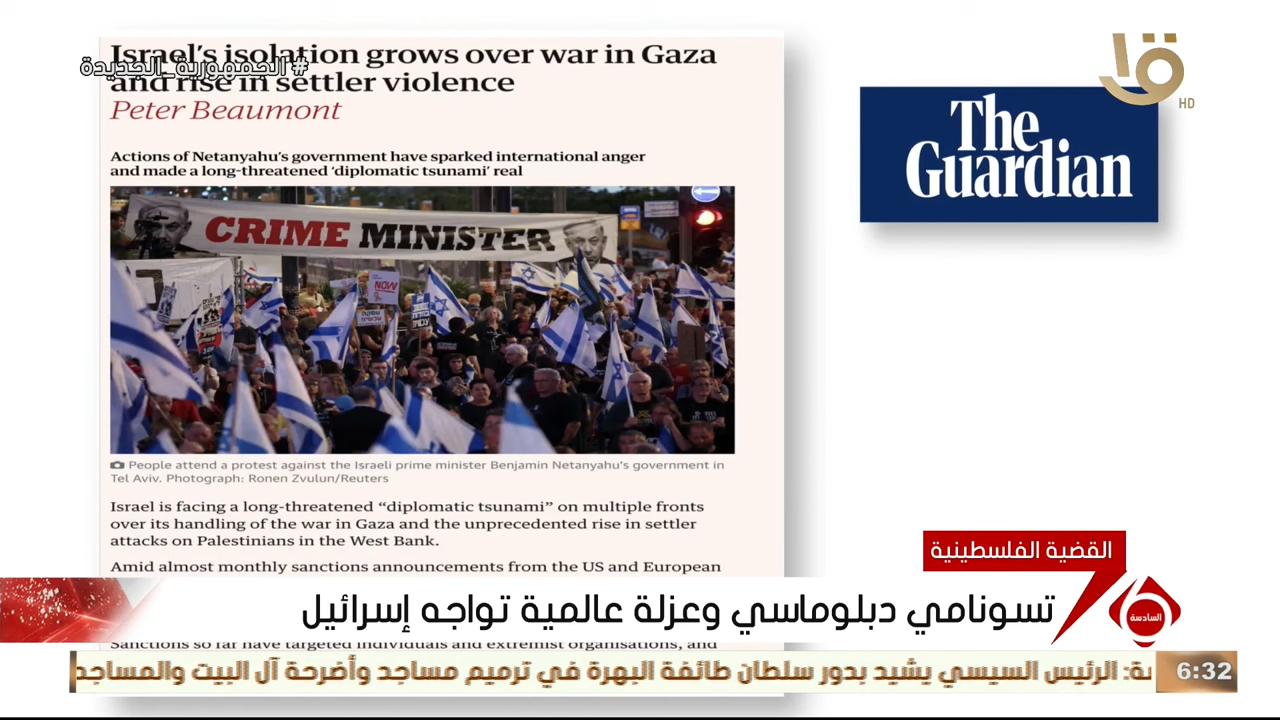 Israel's isolation grows over war in Gaza
#الجمهورية_الجديدة
and rise in settler violence
Peter Beaumont
HD
The
Guardian
Actions of Netanyahu's government have sparked international anger
and made a long-threatened 'diplomatic tsunami' real
CRIME MINISTER
NOW
People attend a protest against the Israeli prime minister Benjamin Netanyahu's government in
Tel Aviv. Photograph: Ronen Zvulun/Reuters
Israel is facing a long-threatened “diplomatic tsunami” on multiple fronts
over its handling of the war in Gaza and the unprecedented rise in settler
attacks on Palestinians in the West Bank.
Amid almost monthly sanctions announcements from the US and European
القضية الفلسطينية
تسونامي دبلوماسي وعزلة عالمية تواجه إسرائيل
السادسة
Sanctions so far have targeted individuals and extremist organisations, and
الرئيس السيسي يشيد بدور سلطان طائفة البهرة في ترميم مساجد وأضرحة آل البيت والمساجد
6:32